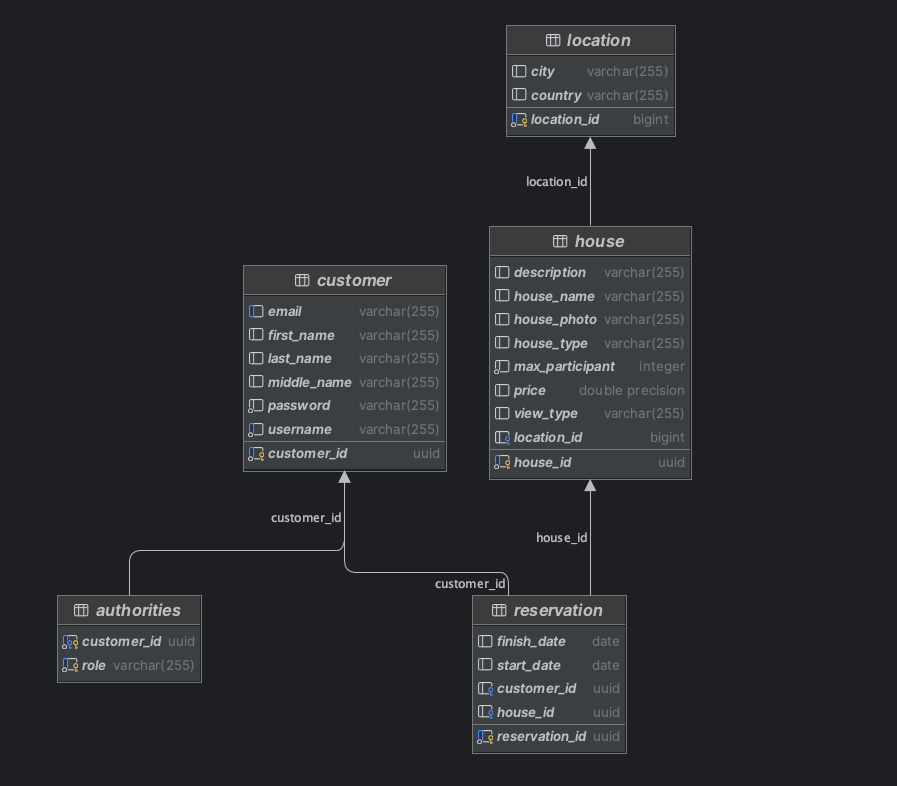 location
city varchar(255)
country varchar(255)
location_id bigint
location_id
house
description varchar(255)
house_name varchar(255)
house_photo varchar(255)
house_type varchar(255)
max_participant integer
price double precision
view_type varchar(255)
location_id bigint
house_id uuid
customer
email varchar(255)
first_name varchar(255)
last_name varchar(255)
middle_name varchar(255)
password varchar(255)
username varchar(255)
customer_id uuid
customer_id
house_id
customer_id
authorities
customer_id uuid
role varchar(255)
reservation
finish_date date
start_date date
customer_id uuid
house_id uuid
reservation_id uuid